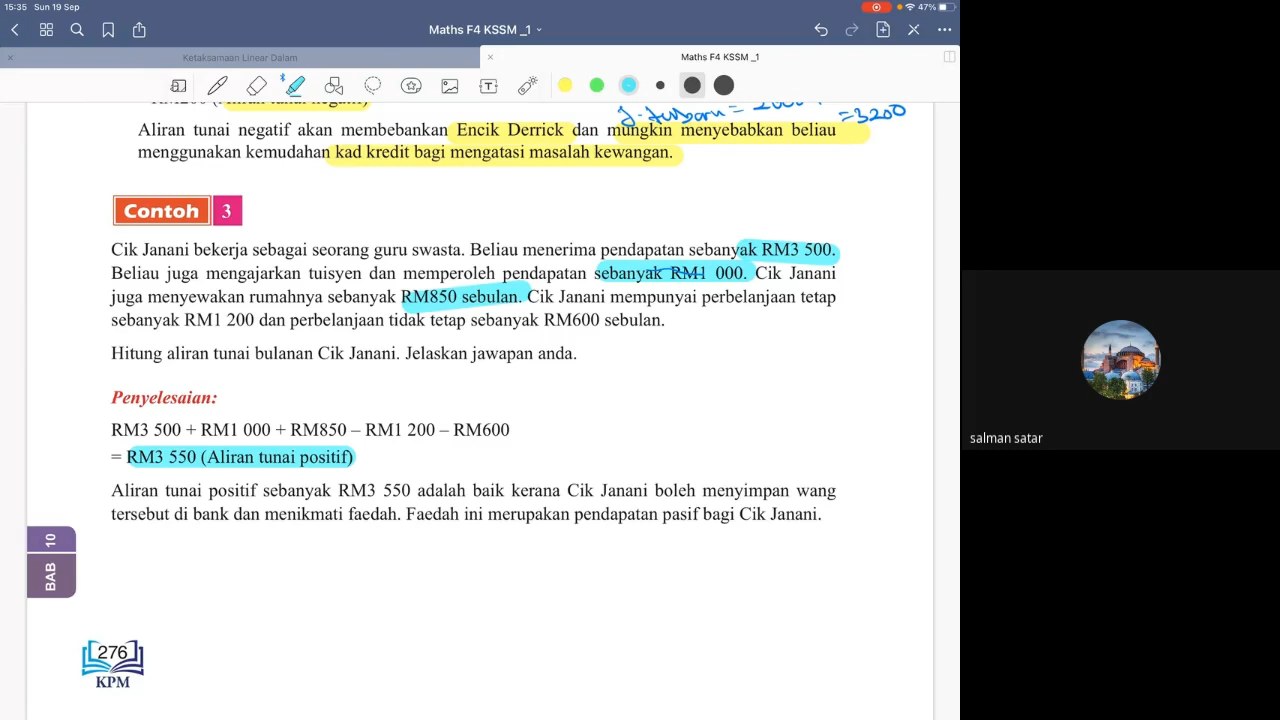 15:35 Sun 19 Sep
47%
Maths F4 KSSM _1
Ketaksamaan Linear Dalam
Maths F4 KSSM _1
RM200 (Aliran tunai negatif)
= 2000
= 3200
Aliran tunai negatif akan membebankan Encik Derrick dan mungkin menyebabkan beliau
menggunakan kemudahan kad kredit bagi mengatasi masalah kewangan.
Contoh 3
Cik Janani bekerja sebagai seorang guru swasta. Beliau menerima pendapatan sebanyak RM3 500.
Beliau juga mengajarkan tuisyen dan memperoleh pendapatan sebanyak RM1 000. Cik Janani
juga menyewakan rumahnya sebanyak RM850 sebulan. Cik Janani mempunyai perbelanjaan tetap
sebanyak RM1 200 dan perbelanjaan tidak tetap sebanyak RM600 sebulan.
Hitung aliran tunai bulanan Cik Janani. Jelaskan jawapan anda.
Penyelesaian:
RM3 500 + RM1 000 + RM850 – RM1 200 – RM600
= RM3 550 (Aliran tunai positif)
Aliran tunai positif sebanyak RM3 550 adalah baik kerana Cik Janani boleh menyimpan wang
tersebut di bank dan menikmati faedah. Faedah ini merupakan pendapatan pasif bagi Cik Janani.
BAB 10
276
KPM
salman satar